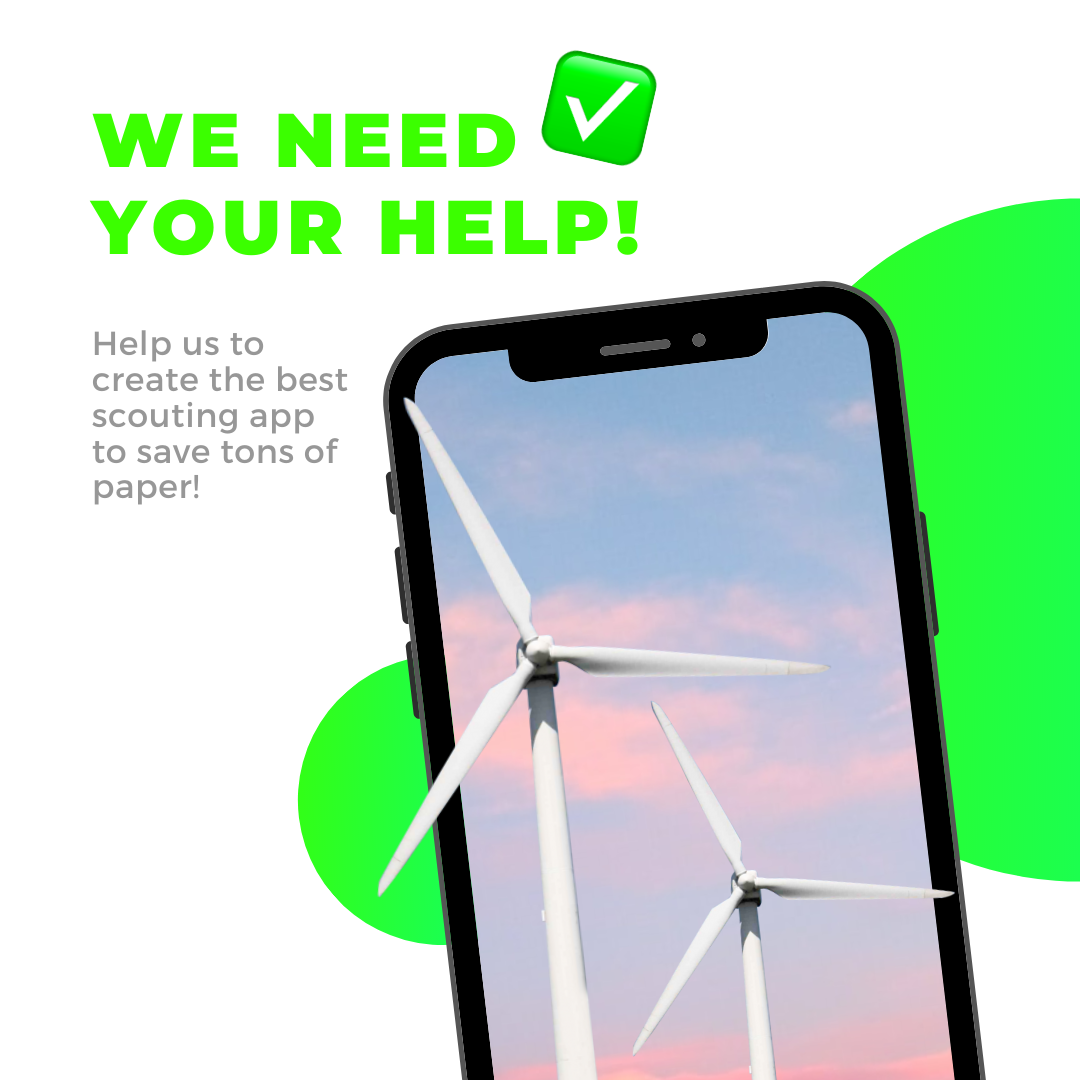 WE NEED
YOUR HELP!
Help us to
create the best
scouting app
to save tons of
paper!